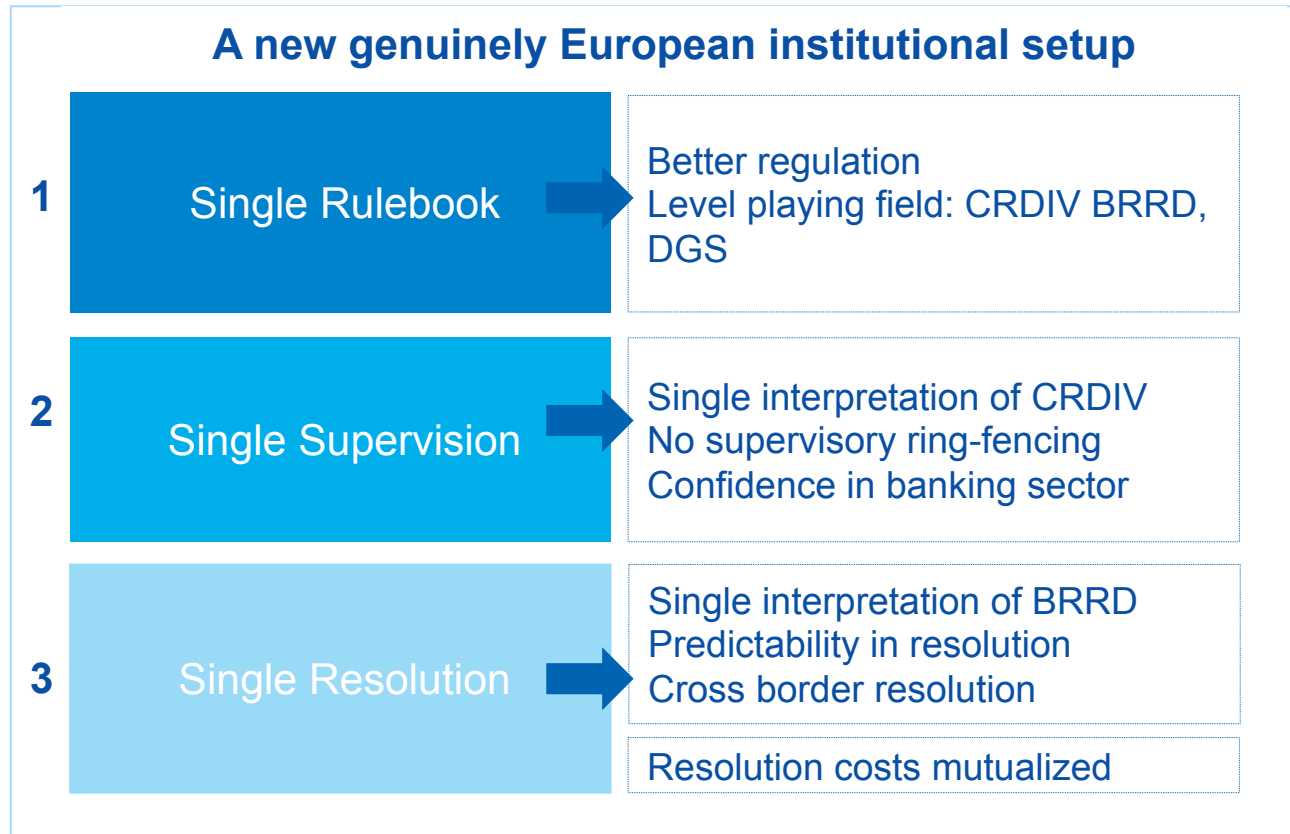 A new genuinely European institutional setup
1
Single Rulebook
Better regulation
Level playing field: CRDIV BRRD,
DGS
2
Single Supervision
Single interpretation of CRDIV
No supervisory ring-fencing
Confidence in banking sector
3
Single Resolution
Single interpretation of BRRD
Predictability in resolution
Cross border resolution
Resolution costs mutualized